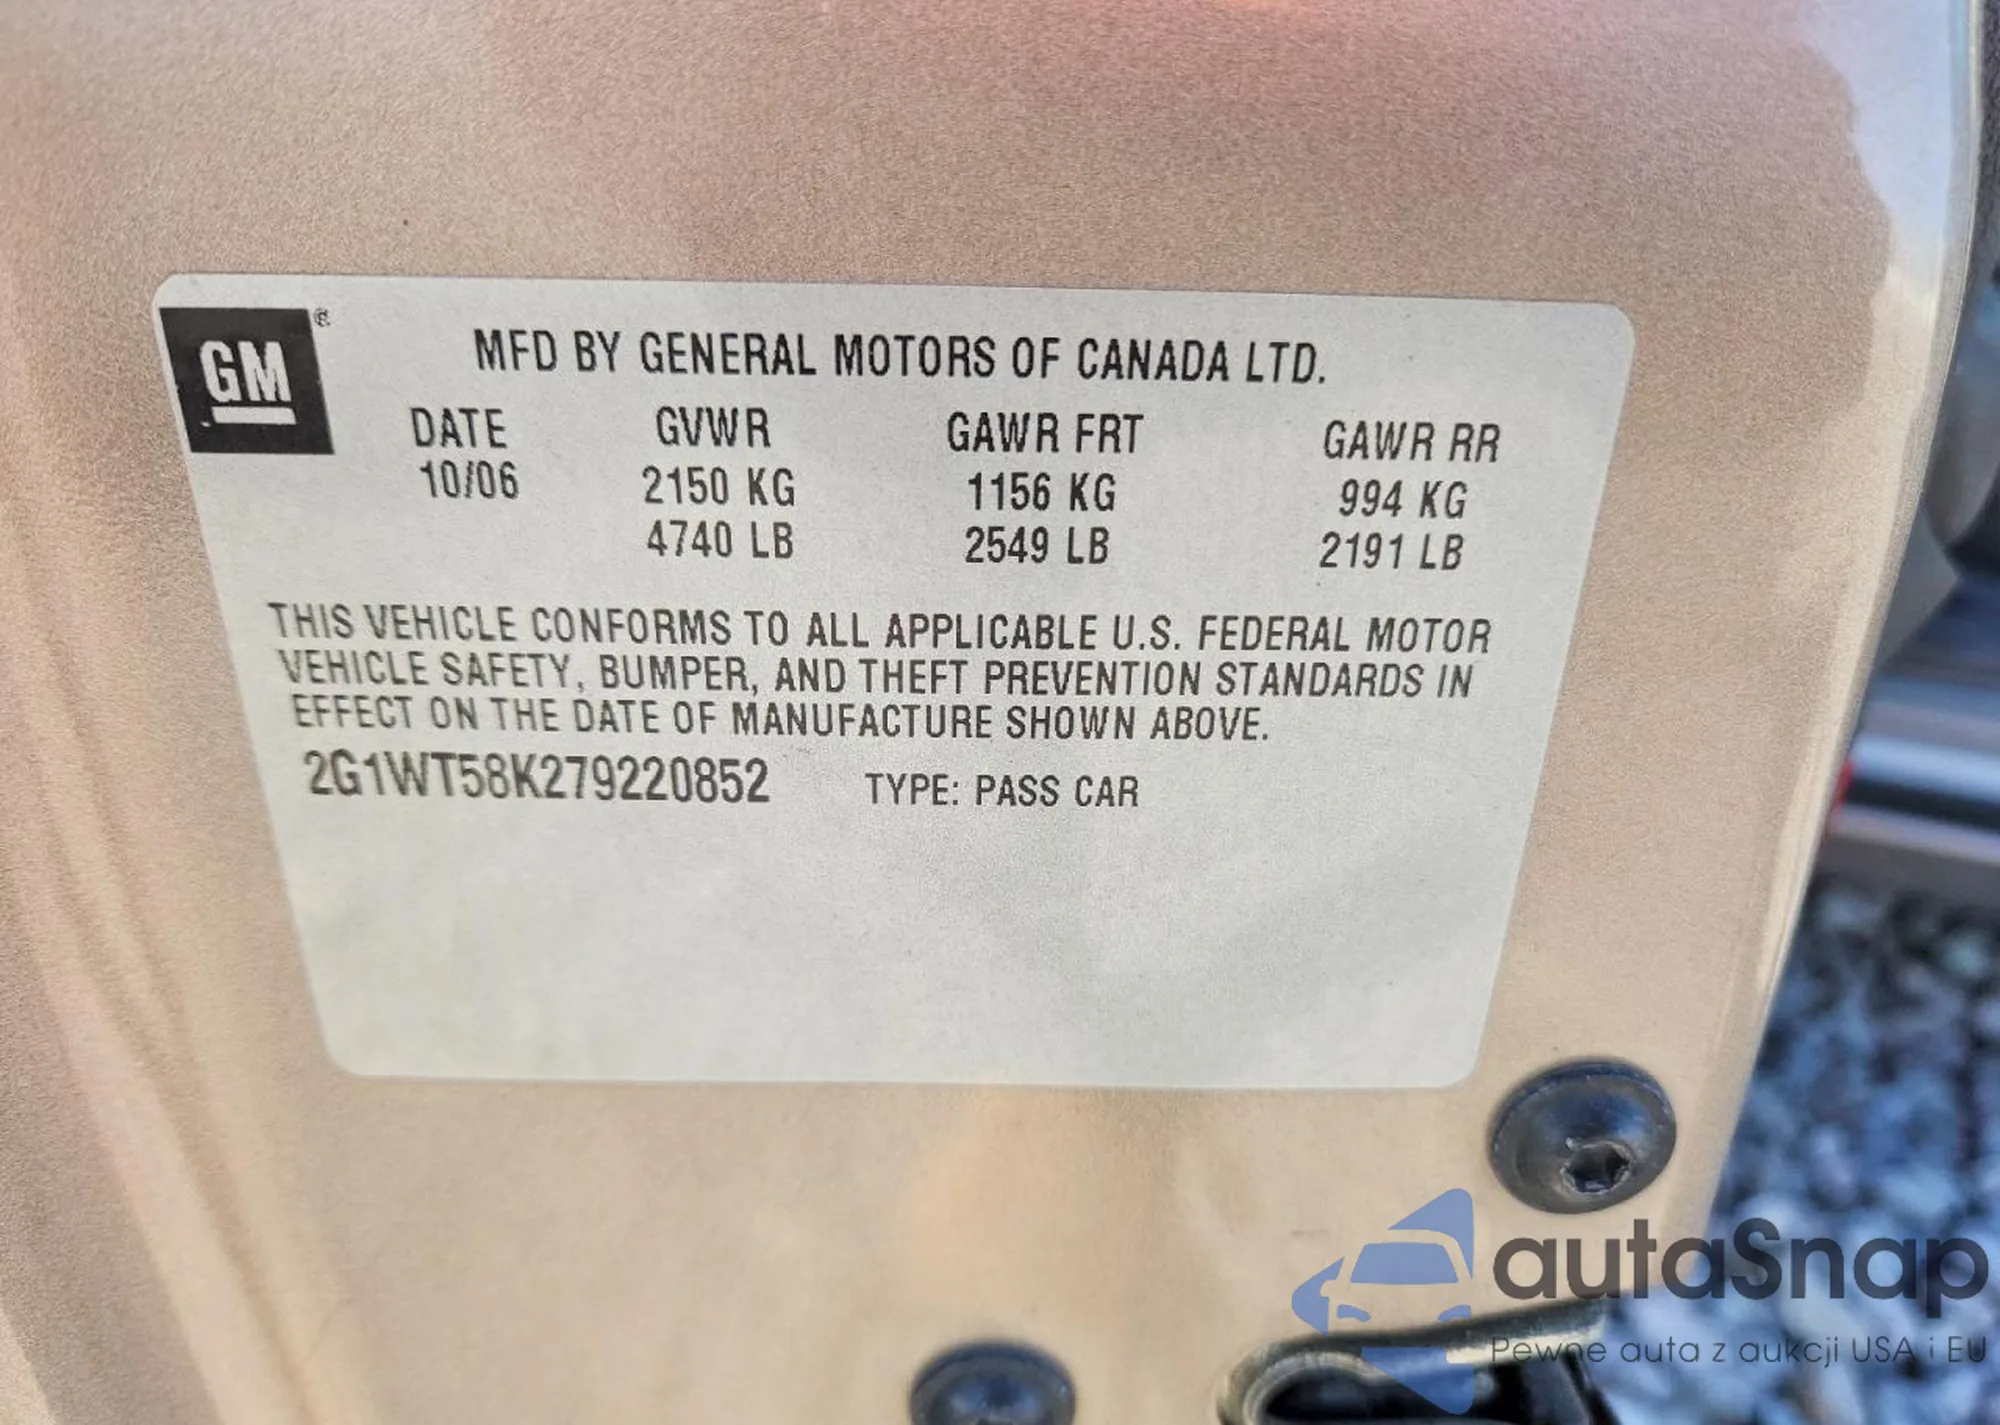 GM ®
MFD BY GENERAL MOTORS OF CANADA LTD.
DATE GVWR GAWR FRT GAWR RR
10/06 2150 KG 1156 KG 994 KG
4740 LB 2549 LB 2191 LB
THIS VEHICLE CONFORMS TO ALL APPLICABLE U.S. FEDERAL MOTOR
VEHICLE SAFETY, BUMPER, AND THEFT PREVENTION STANDARDS IN
EFFECT ON THE DATE OF MANUFACTURE SHOWN ABOVE.
2G1WT58K279220852 TYPE: PASS CAR
autaSnap
Pewne auta z aukcji USA i EU